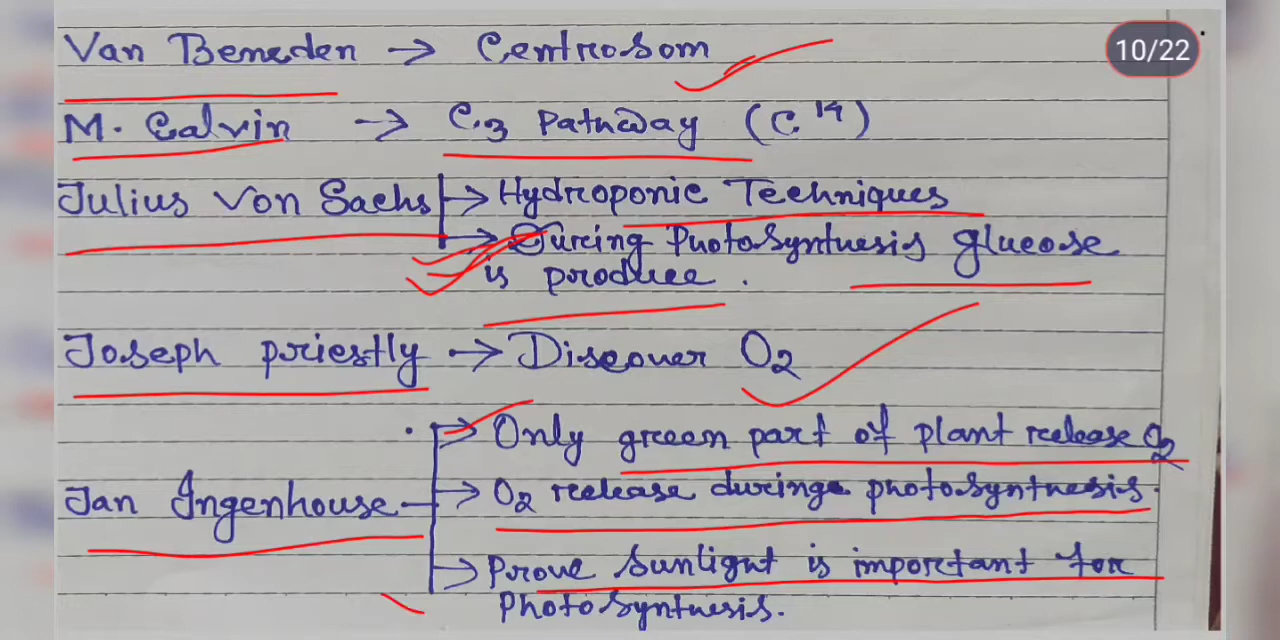 Van Beneden → Centrosom
10/22
M. Calvin → C3 Pathway (C14)
Julius Von Sachs → Hydroponic Techniques
→ During Photosynthesis glucose
is produce.
Joseph priestly → Discover O2
→ Only green part of plant release O2
Jan Ingenhouse → O2 release during photosynthesis.
→ Prove Sunlight is important for
Photosynthesis.